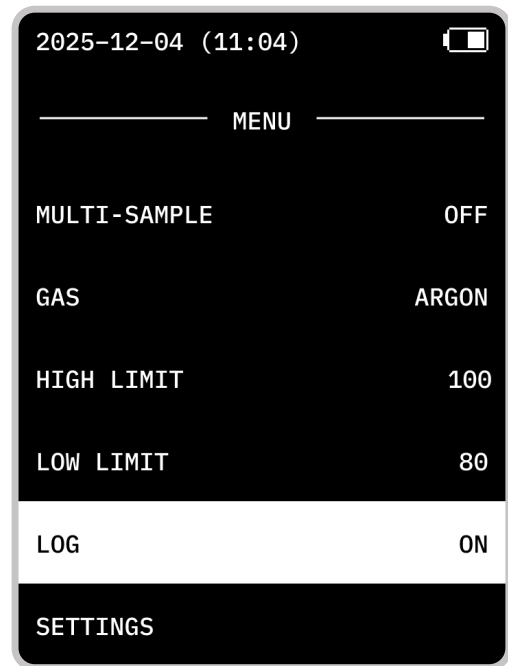 2025-12-04 (11:04)
MENU
MULTI-SAMPLE OFF
GAS ARGON
HIGH LIMIT 100
LOW LIMIT 80
LOG ON
SETTINGS